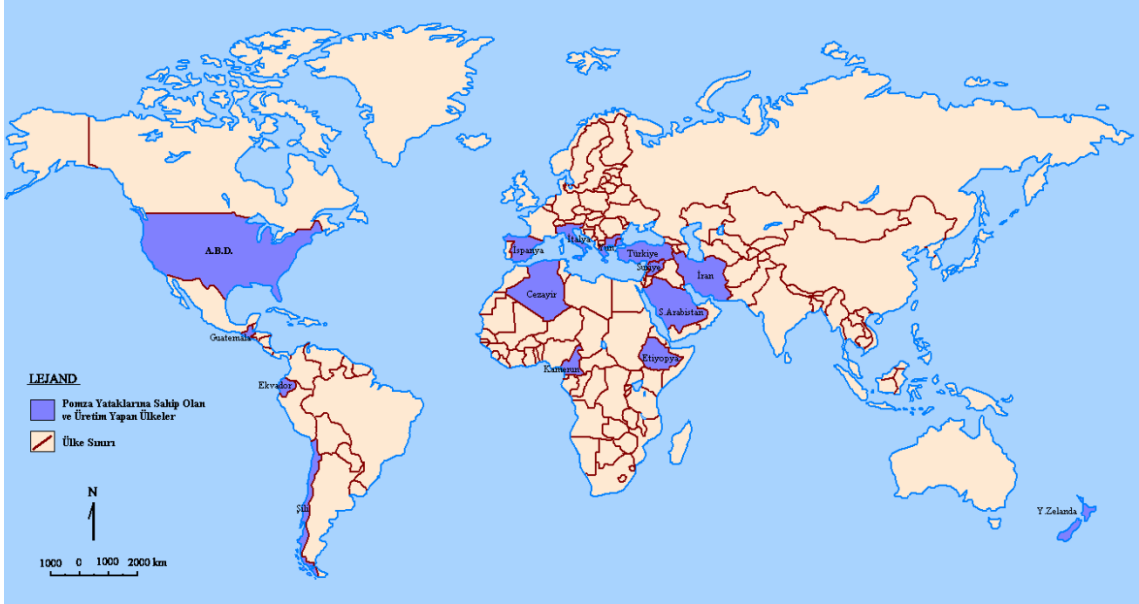 A.B.D.
İspanya
İtalya
Yun.
Türkiye
Suriye
İran
Cezayir
S.Arabistan
Guatemala
Kamerun
Etiyopya
Ekvador
Şili
Y.Zelanda
LEJAND
Pomza Yataklarına Sahip Olan
ve Üretim Yapan Ülkeler
Ülke Sınırı
N
1000 0 1000 2000 km